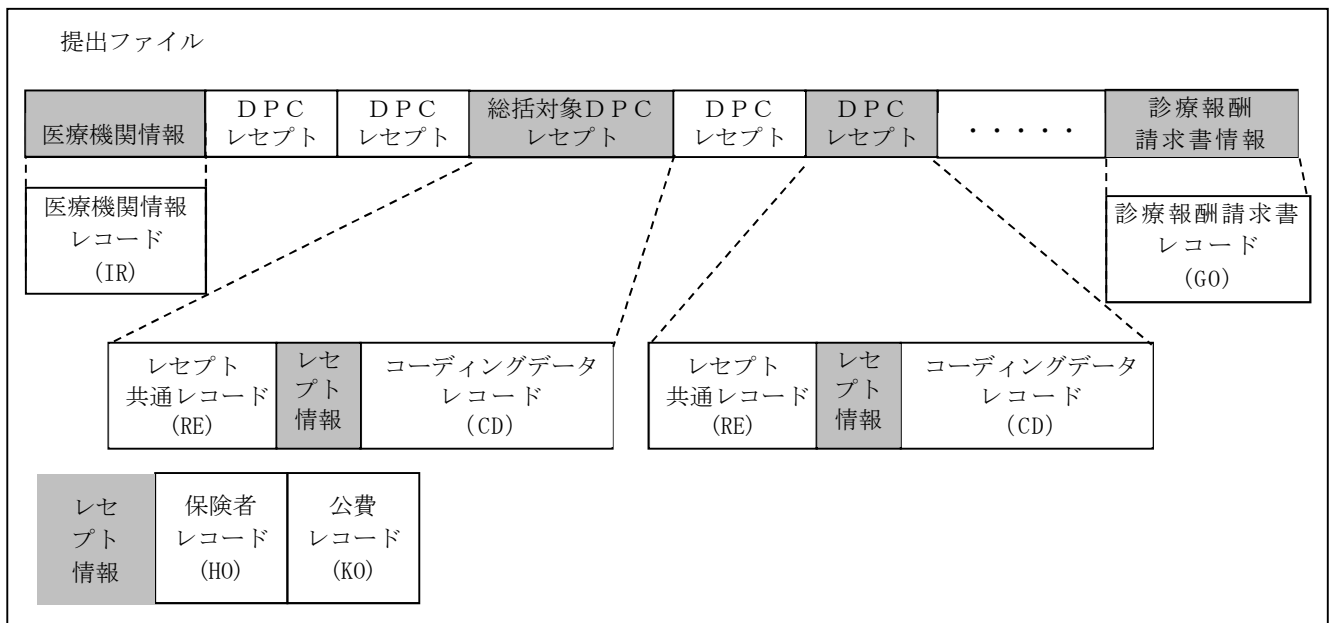 提出ファイル
医療機関情報
ＤＰＣ
レセプト
ＤＰＣ
レセプト
総括対象ＤＰＣ
レセプト
ＤＰＣ
レセプト
ＤＰＣ
レセプト
・・・・・
診療報酬
請求書情報
医療機関情報
レコード
(IR)
診療報酬請求書
レコード
(GO)
レセプト
共通レコード
(RE)
レセ
プト
情報
コーディングデータ
レコード
(CD)
レセプト
共通レコード
(RE)
レセ
プト
情報
コーディングデータ
レコード
(CD)
レセ
プト
情報
保険者
レコード
(HO)
公費
レコード
(KO)